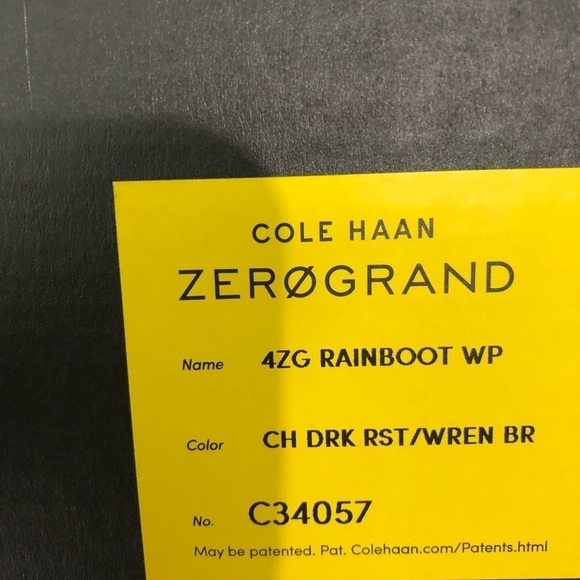 COLE HAAN
ZERØGRAND
Name 4ZG RAINBOOT WP
Color CH DRK RST/WREN BR
No. C34057
May be patented. Pat. Colehaan.com/Patents.html